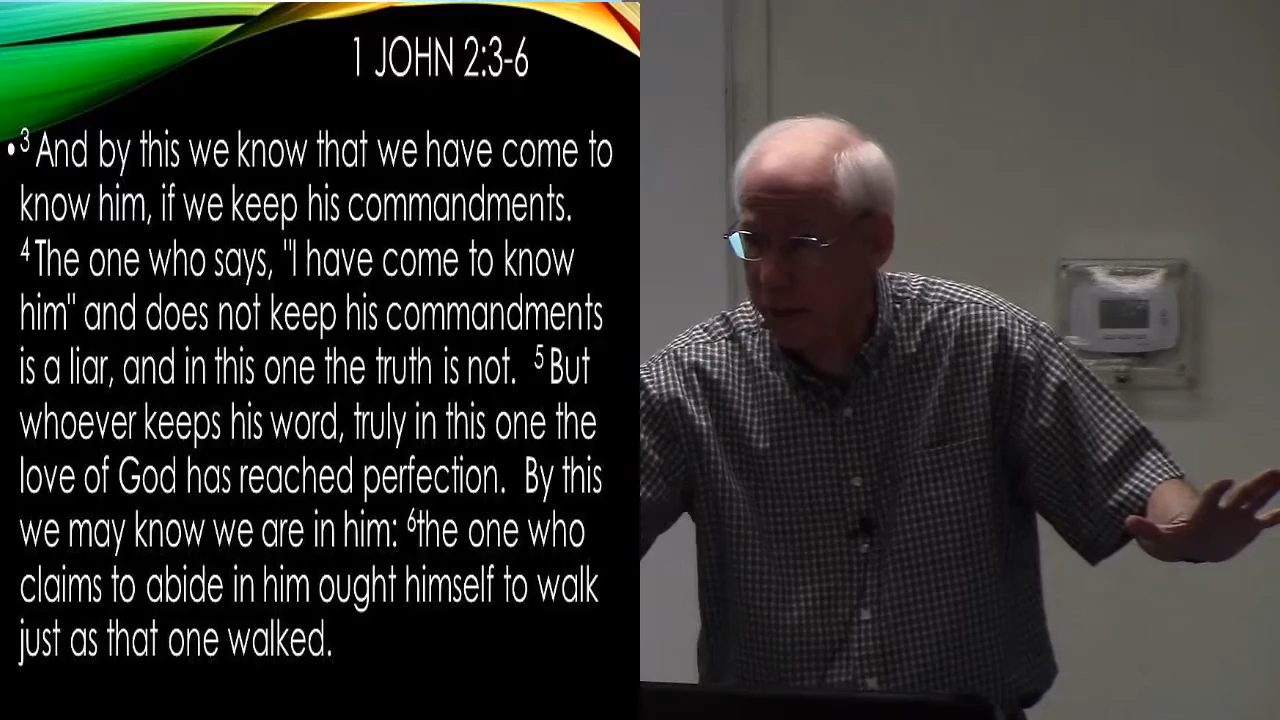 1 JOHN 2:3-6
•³ And by this we know that we have come to
know him, if we keep his commandments.
⁴ The one who says, "I have come to know
him" and does not keep his commandments
is a liar, and in this one the truth is not. ⁵ But
whoever keeps his word, truly in this one the
love of God has reached perfection. By this
we may know we are in him: ⁶the one who
claims to abide in him ought himself to walk
just as that one walked.